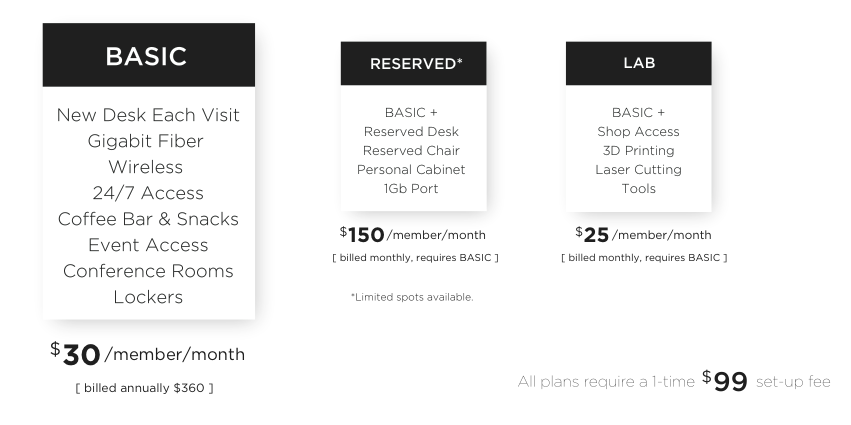 BASIC
New Desk Each Visit
Gigabit Fiber
Wireless
24/7 Access
Coffee Bar & Snacks
Event Access
Conference Rooms
Lockers
$30/member/month
[ billed annually $360 ]
RESERVED*
BASIC +
Reserved Desk
Reserved Chair
Personal Cabinet
1Gb Port
$150/member/month
[ billed monthly, requires BASIC ]
*Limited spots available.
LAB
BASIC +
Shop Access
3D Printing
Laser Cutting
Tools
$25/member/month
[ billed monthly, requires BASIC ]
All plans require a 1-time $99 set-up fee